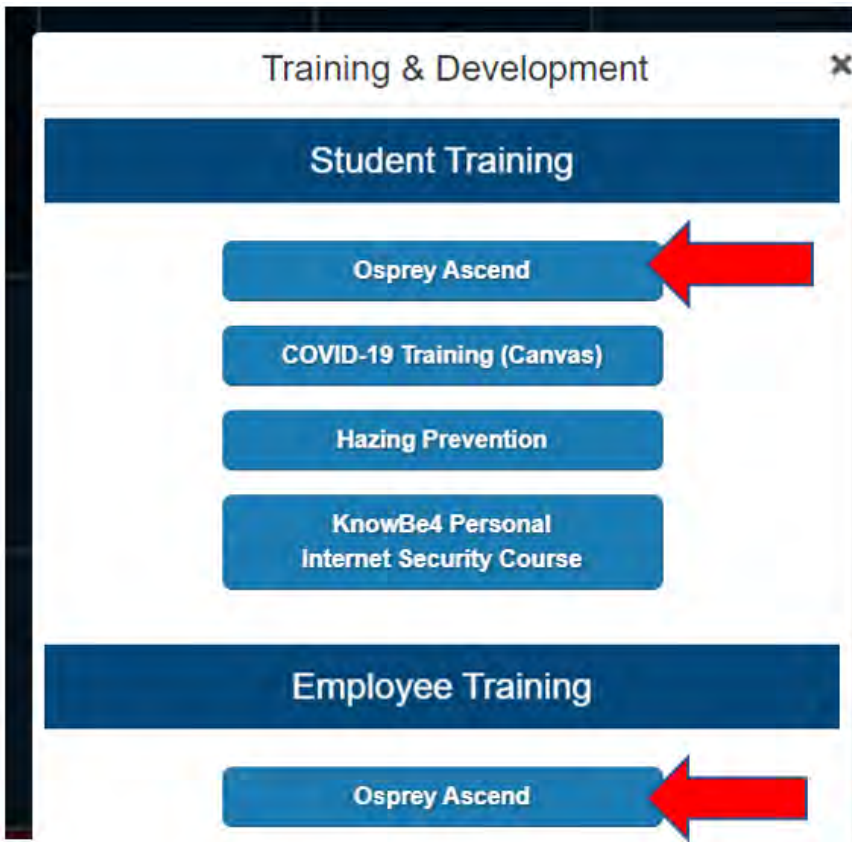 Training & Development
Student Training
Osprey Ascend
COVID-19 Training (Canvas)
Hazing Prevention
KnowBe4 Personal
Internet Security Course
Employee Training
Osprey Ascend